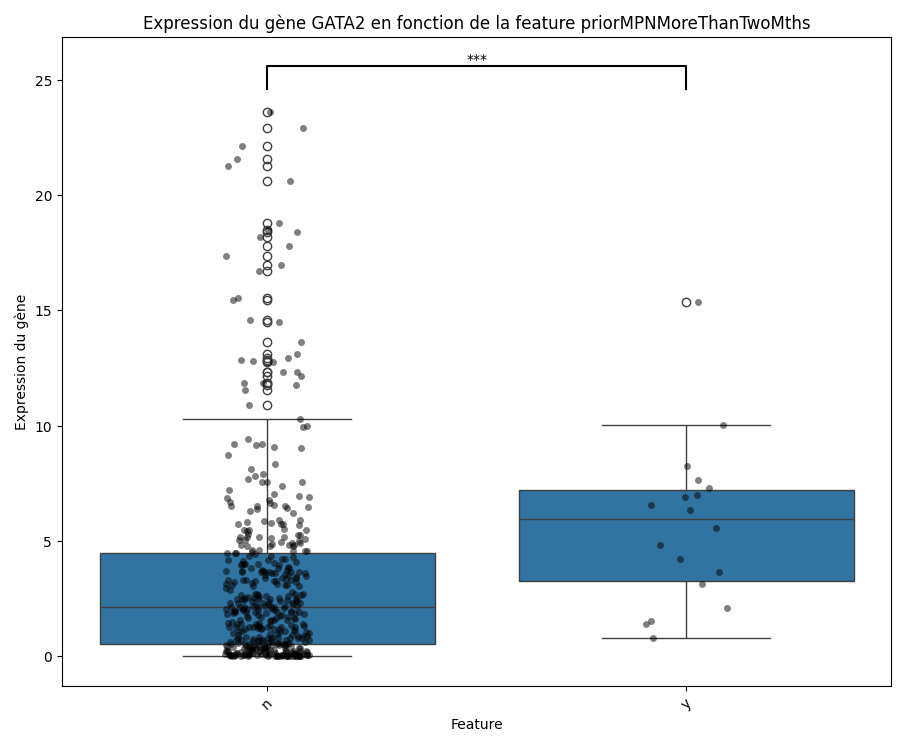 Expression du gène GATA2 en fonction de la feature priorMPNMoreThanTwoMths
***
25
20
15
10
5
0
Expression du gène
n
y
Feature